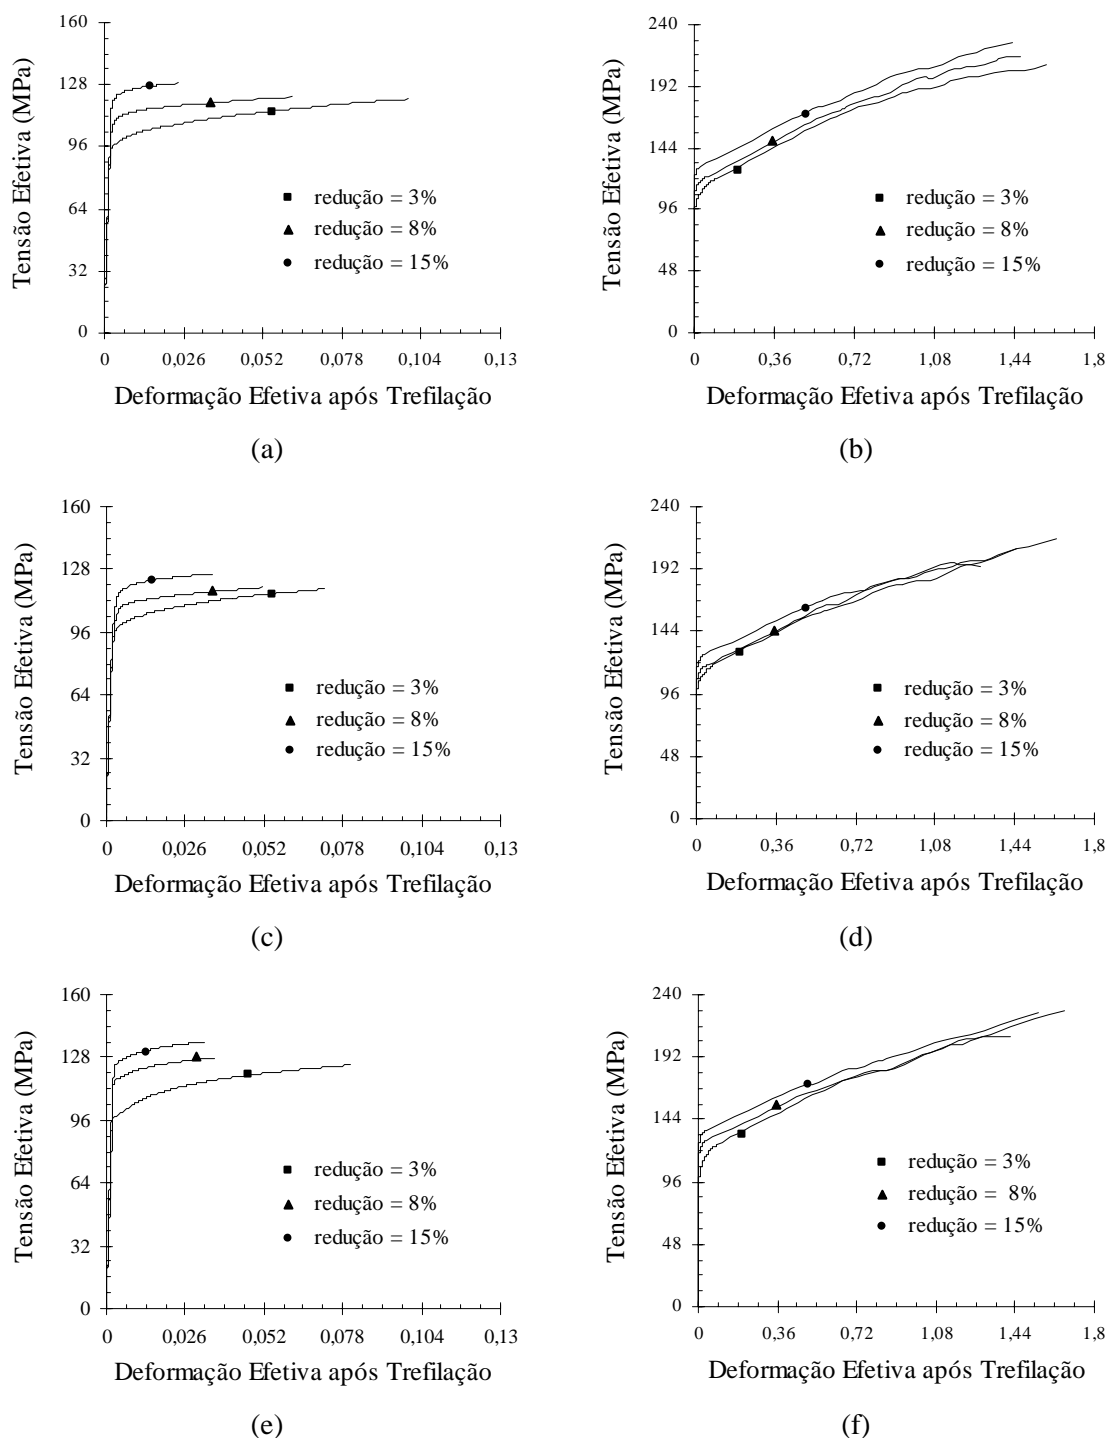 Tensão Efetiva (MPa)
160
128
96
64
32
0
redução = 3%
redução = 8%
redução = 15%
0 0,026 0,052 0,078 0,104 0,13
Deformação Efetiva após Trefilação
(a)
Tensão Efetiva (MPa)
240
192
144
96
48
0
redução = 3%
redução = 8%
redução = 15%
0 0,36 0,72 1,08 1,44 1,8
Deformação Efetiva após Trefilação
(b)
Tensão Efetiva (MPa)
160
128
96
64
32
0
redução = 3%
redução = 8%
redução = 15%
0 0,026 0,052 0,078 0,104 0,13
Deformação Efetiva após Trefilação
(c)
Tensão Efetiva (MPa)
240
192
144
96
48
0
redução = 3%
redução = 8%
redução = 15%
0 0,36 0,72 1,08 1,44 1,8
Deformação Efetiva após Trefilação
(d)
Tensão Efetiva (MPa)
160
128
96
64
32
0
redução = 3%
redução = 8%
redução = 15%
0 0,026 0,052 0,078 0,104 0,13
Deformação Efetiva após Trefilação
(e)
Tensão Efetiva (MPa)
240
192
144
96
48
0
redução = 3%
redução = 8%
redução = 15%
0 0,36 0,72 1,08 1,44 1,8
Deformação Efetiva após Trefilação
(f)